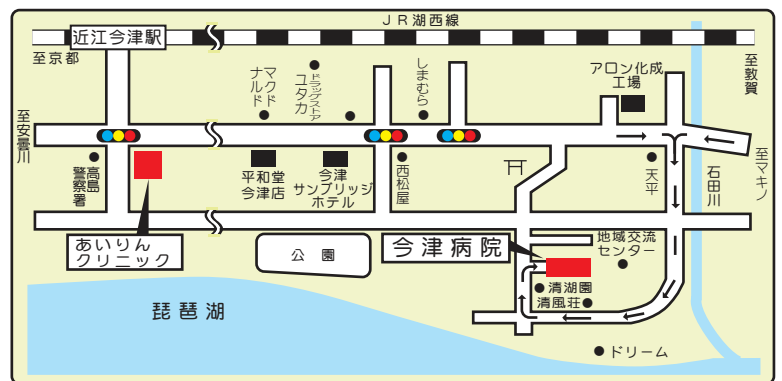 JR湖西線
近江今津駅
至京都
至敦賀
至安曇川
マクド
ナルド
ドラッグストア
ユタカ
しまむら
アロン化成
工場
至マキノ
高島
警察署
平和堂
今津店
今津
サンブリッジ
ホテル
西松屋
天平
石田川
あいりん
クリニック
公園
今津病院
地域交流
センター
清湖園
清風荘
琵琶湖
ドリーム